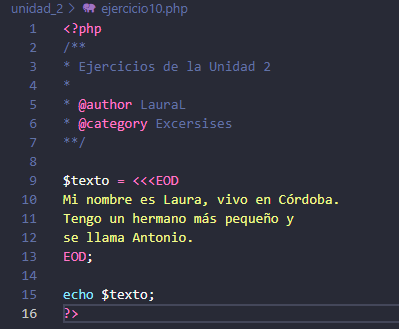 unidad_2 > ejercicio10.php
1 <?php
2 /**
3 * Ejercicios de la Unidad 2
4 *
5 * @author LauraL
6 * @category Excersises
7 **/
8
9 $texto = <<<EOD
10 Mi nombre es Laura, vivo en Córdoba.
11 Tengo un hermano más pequeño y
12 se llama Antonio.
13 EOD;
14
15 echo $texto;
16 ?>